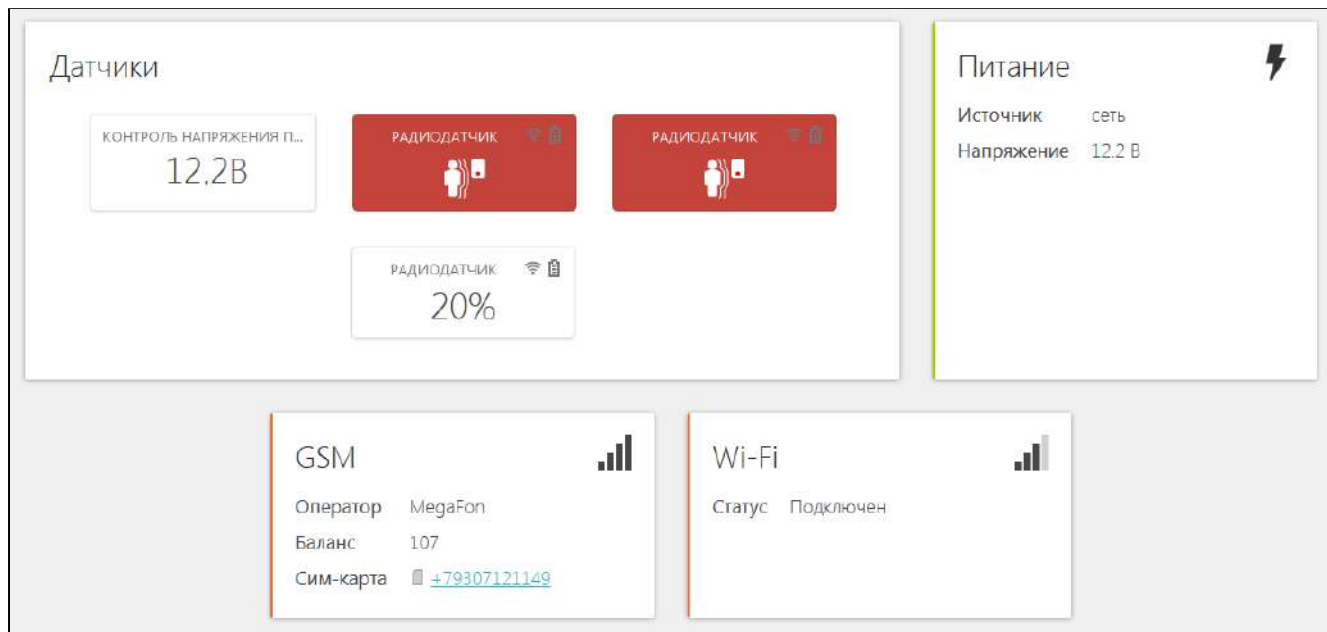 Датчики
КОНТРОЛЬ НАПРЯЖЕНИЯ П...
12,2В
РАДИОДАТЧИК
РАДИОДАТЧИК
РАДИОДАТЧИК
20%
Питание
Источник сеть
Напряжение 12.2 В
GSM
Оператор MegaFon
Баланс 107
Сим-карта +79307121149
Wi-Fi
Статус Подключен